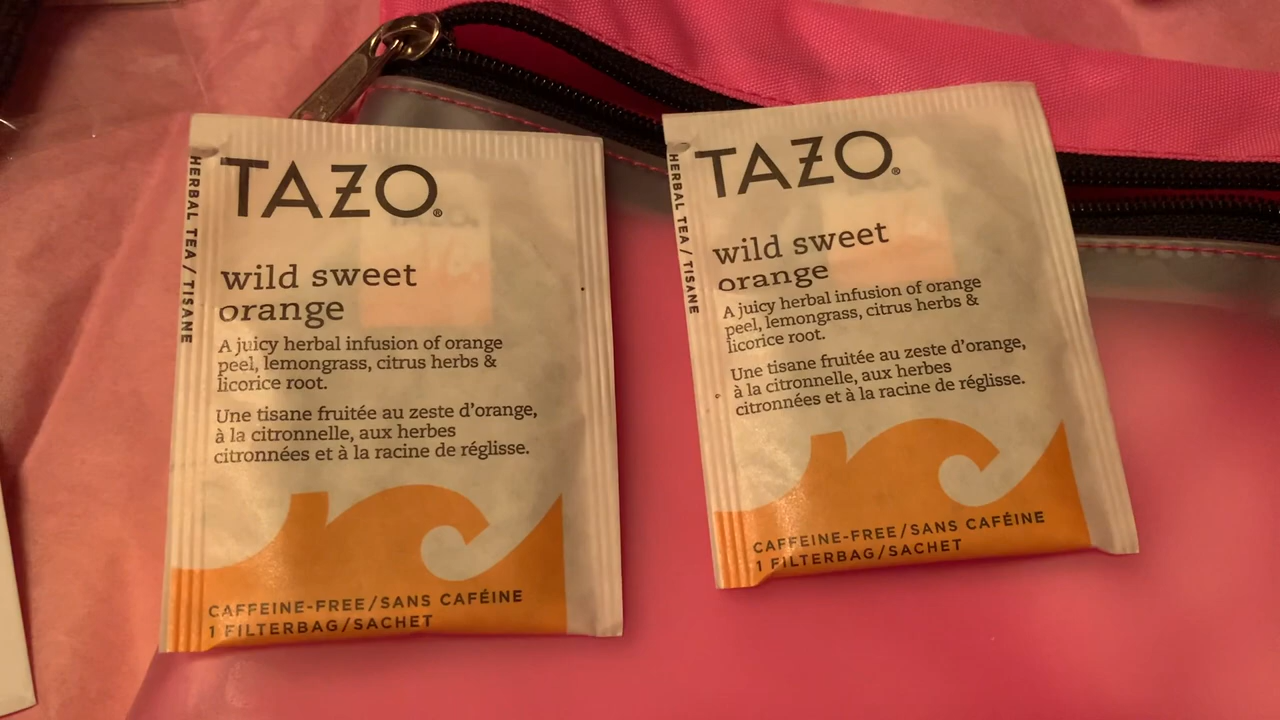 HERBAL TEA / TISANE
TAZO®
wild sweet
orange
A juicy herbal infusion of orange
peel, lemongrass, citrus herbs &
licorice root.
Une tisane fruitée au zeste d'orange,
à la citronnelle, aux herbes
citronnées et à la racine de réglisse.
CAFFEINE-FREE/SANS CAFÉINE
1 FILTERBAG/SACHET
HERBAL TEA / TISANE
TAZO®
wild sweet
orange
A juicy herbal infusion of orange
peel, lemongrass, citrus herbs &
licorice root.
Une tisane fruitée au zeste d'orange,
à la citronnelle, aux herbes
citronnées et à la racine de réglisse.
CAFFEINE-FREE/SANS CAFÉINE
1 FILTERBAG/SACHET